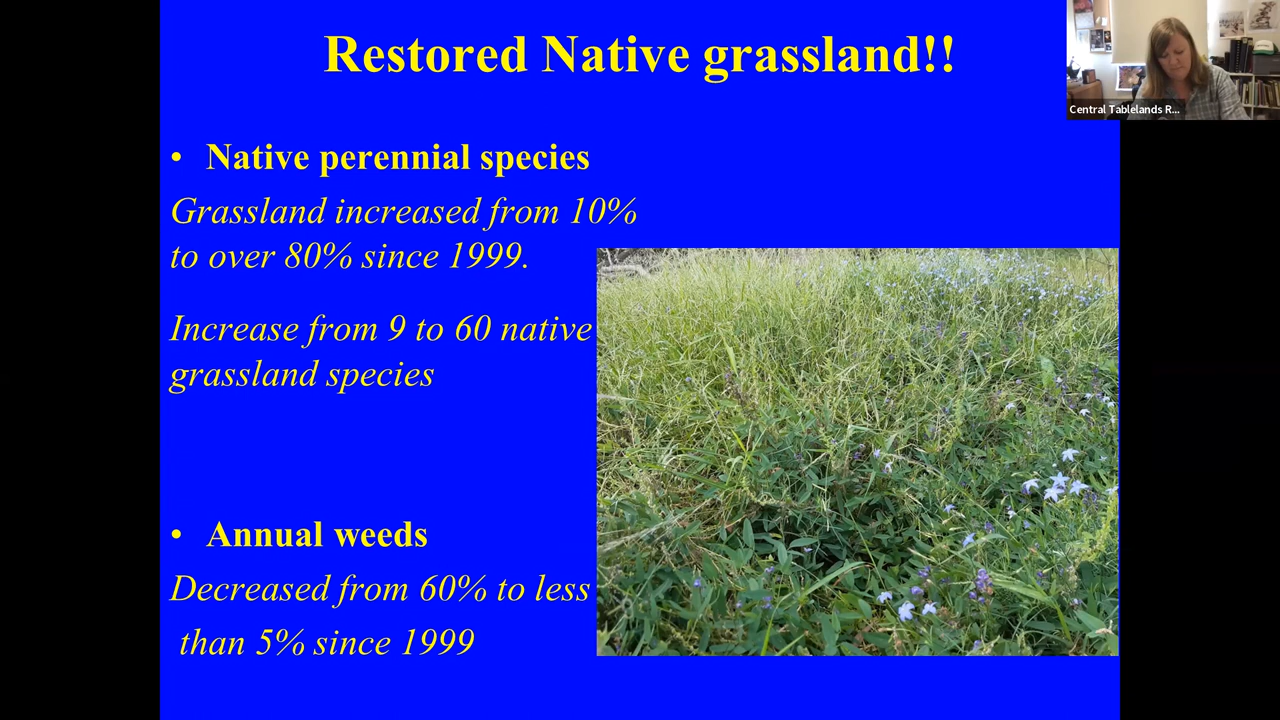 Restored Native grassland!!
Central Tablelands R...
• Native perennial species
Grassland increased from 10%
to over 80% since 1999.
Increase from 9 to 60 native
grassland species
• Annual weeds
Decreased from 60% to less
than 5% since 1999